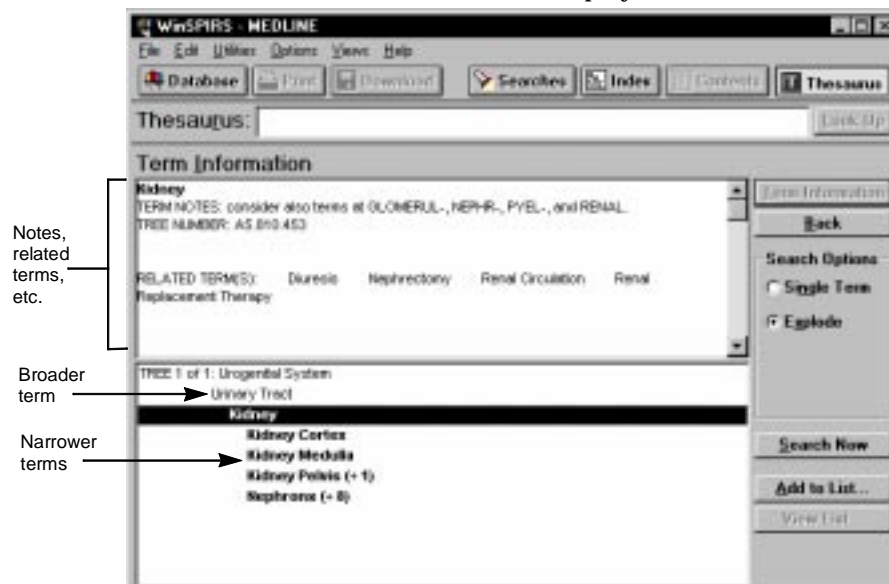 WinSPIRS - MEDLINE
File Edit Utilities Options Views Help
Database Print Download Searches Index Contents Thesaurus
Thesaurus: Look Up
Term Information
Kidney
TERM NOTES: consider also terms at GLOMERUL-, NEPHR-, PYEL-, and RENAL.
TREE NUMBER: A5.810.453
RELATED TERM(S): Diuresis Nephrectomy Renal Circulation Renal
Replacement Therapy
Term Information
Back
Search Options
Single Term
Explode
Notes,
related
terms,
etc.
TREE 1 of 1: Urogenital System
Broader
term
Urinary Tract
Kidney
Kidney Cortex
Narrower
terms
Kidney Medulla
Kidney Pelvis (+ 1)
Nephrons (+ 8)
Search Now
Add to List...
View List